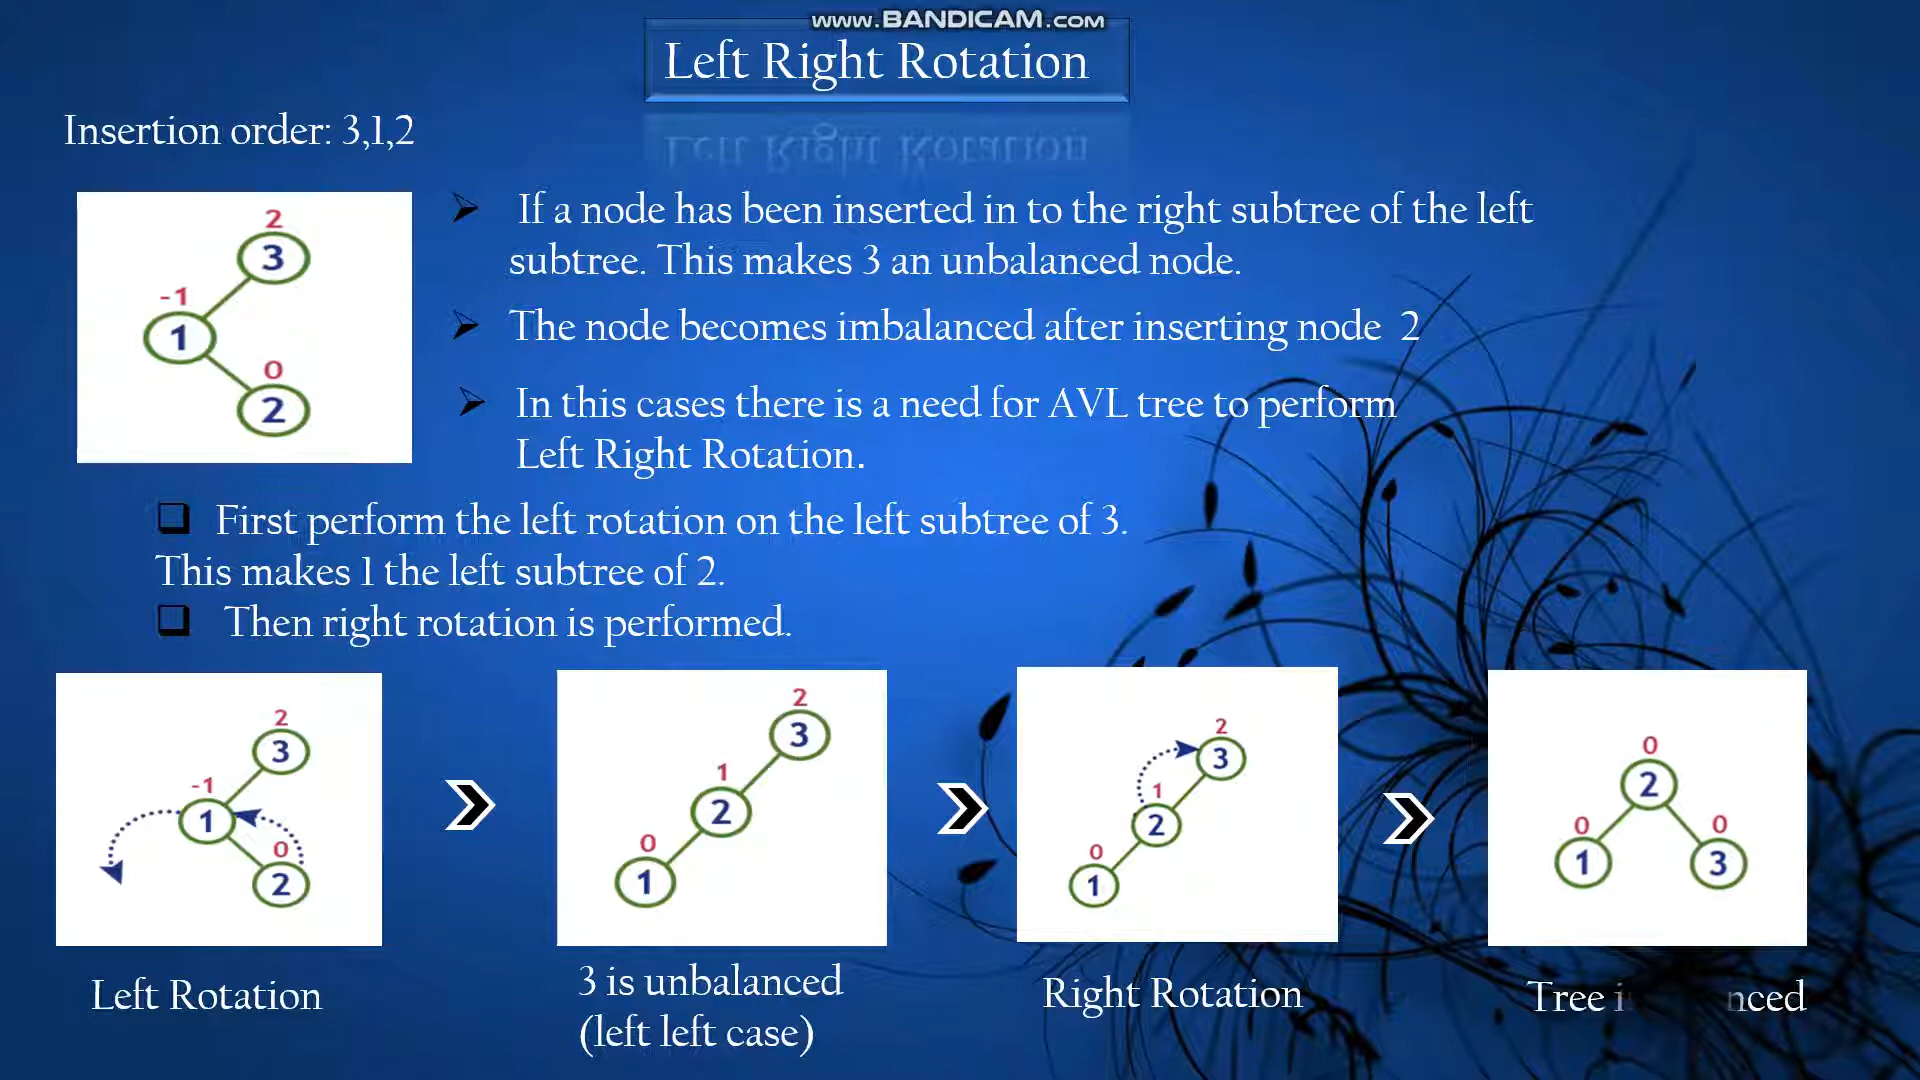 www.BANDICAM.com
Left Right Rotation
Insertion order: 3,1,2
2
3
-1
1
0
2
If a node has been inserted in to the right subtree of the left
subtree. This makes 3 an unbalanced node.
The node becomes imbalanced after inserting node 2
In this cases there is a need for AVL tree to perform
Left Right Rotation.
First perform the left rotation on the left subtree of 3.
This makes 1 the left subtree of 2.
Then right rotation is performed.
2
3
-1
1
0
2
Left Rotation
2
3
1
2
0
1
3 is unbalanced
(left left case)
2
3
1
2
0
1
Right Rotation
0
2
0
1
0
3
Tree